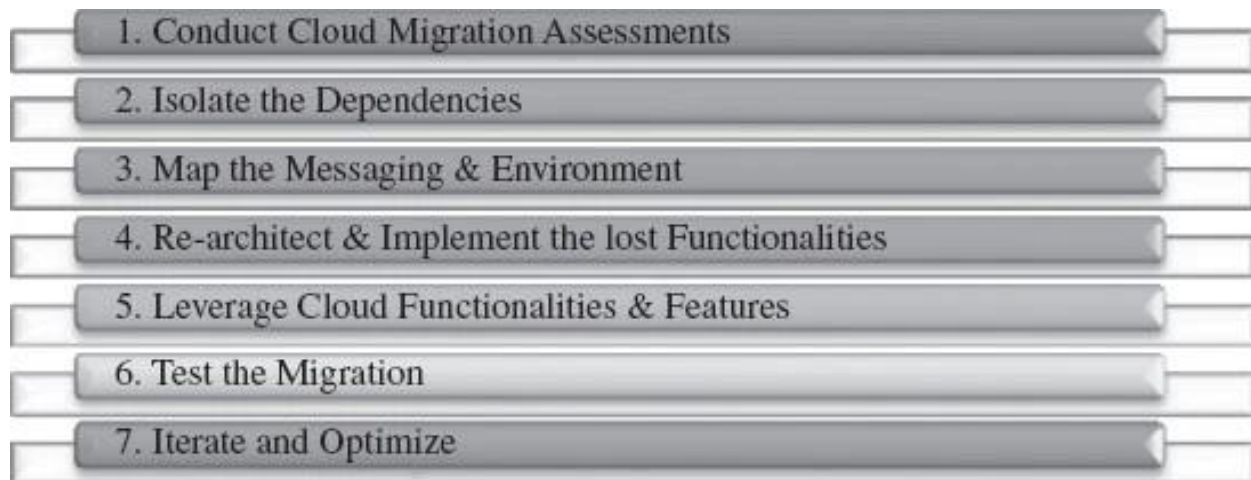 1. Conduct Cloud Migration Assessments
2. Isolate the Dependencies
3. Map the Messaging & Environment
4. Re-architect & Implement the lost Functionalities
5. Leverage Cloud Functionalities & Features
6. Test the Migration
7. Iterate and Optimize